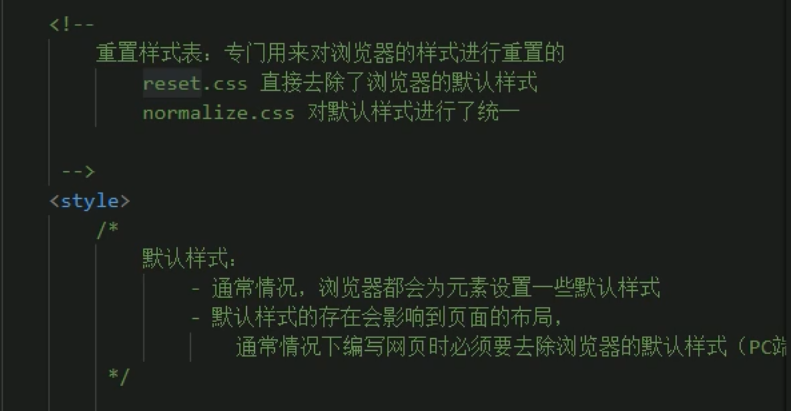 <!--
重置样式表：专门用来对浏览器的样式进行重置的
reset.css 直接去除了浏览器的默认样式
normalize.css 对默认样式进行了统一
-->
<style>
/*
默认样式：
- 通常情况，浏览器都会为元素设置一些默认样式
- 默认样式的存在会影响到页面的布局，
通常情况下编写网页时必须要去除浏览器的默认样式（PC端
*/